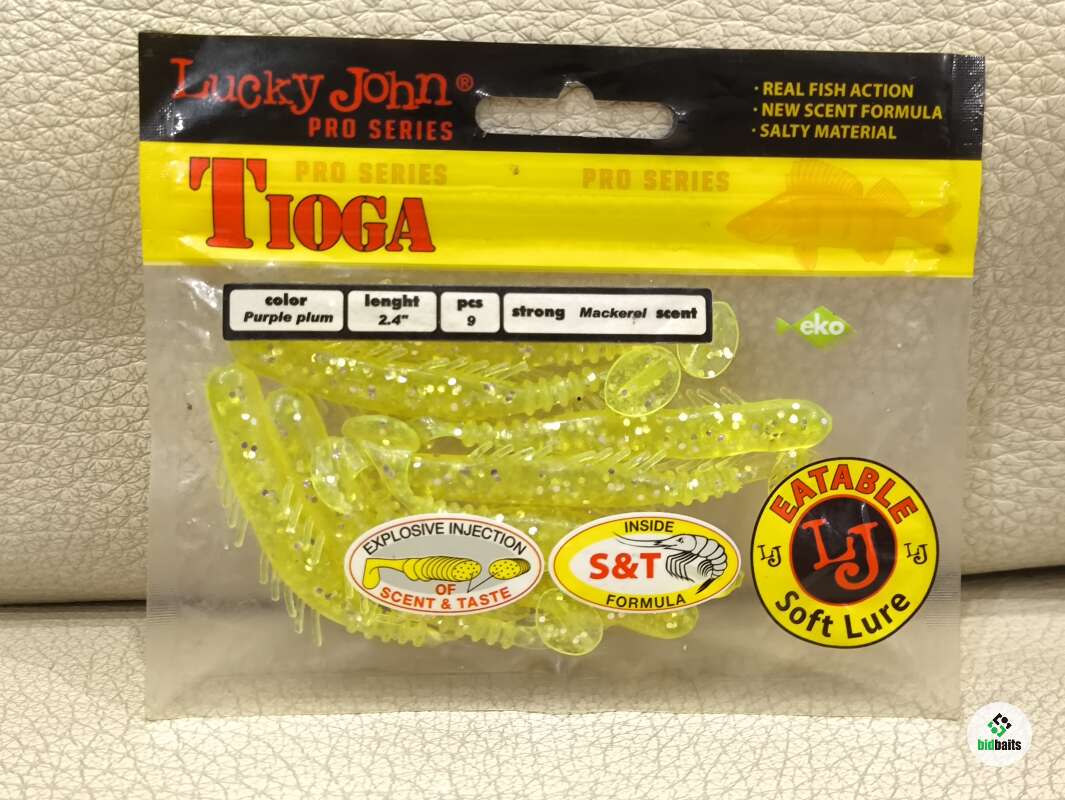 Lucky John®
PRO SERIES
· REAL FISH ACTION
· NEW SCENT FORMULA
· SALTY MATERIAL
PRO SERIES
PRO SERIES
TIOGA
color
Purple plum
lenght
2.4"
pcs
9
strong Mackerel scent
eko
EXPLOSIVE INJECTION
OF
SCENT & TASTE
INSIDE
S&T
FORMULA
EATABLE
LJ
LJ
LJ
Soft Lure
bidbaits